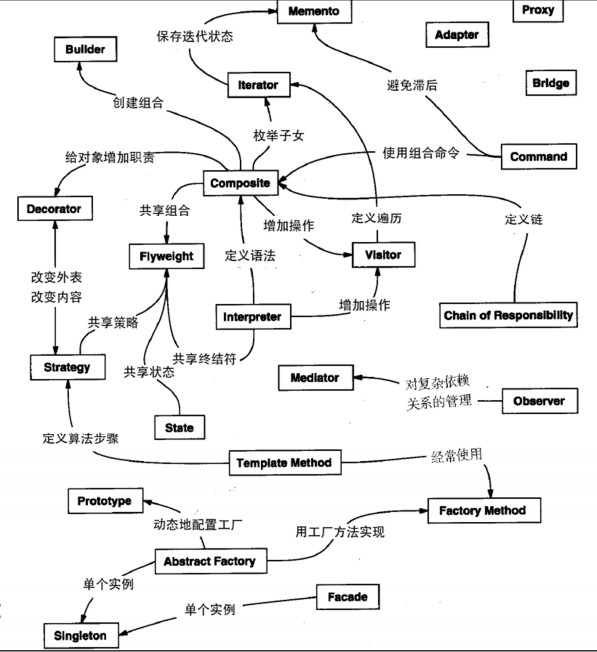 Memento
Proxy
保存迭代状态
Adapter
Builder
Iterator
避免滞后
Bridge
创建组合
枚举子女
给对象增加职责
使用组合命令
Command
Composite
Decorator
共享组合
增加操作
定义遍历
定义链
Flyweight
定义语法
Visitor
改变外表
改变内容
共享策略
Interpreter
增加操作
Chain of Responsibility
Strategy
共享状态
共享终结符
Mediator
对复杂依赖
关系的管理
Observer
State
定义算法步骤
Template Method
经常使用
Prototype
动态地配置工厂
用工厂方法实现
Factory Method
Abstract Factory
单个实例
单个实例
Facade
Singleton